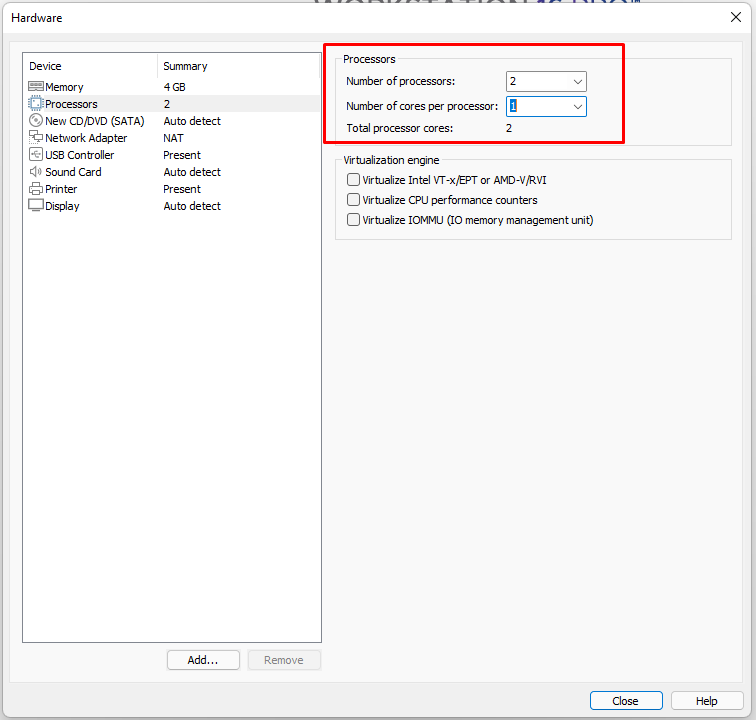 WORKSTATION 16 PRO™
Hardware
Device Summary
Memory 4 GB
Processors 2
New CD/DVD (SATA) Auto detect
Network Adapter NAT
USB Controller Present
Sound Card Auto detect
Printer Present
Display Auto detect
Add...
Remove
Processors
Number of processors: 2
Number of cores per processor: 1
Total processor cores: 2
Virtualization engine
Virtualize Intel VT-x/EPT or AMD-V/RVI
Virtualize CPU performance counters
Virtualize IOMMU (IO memory management unit)
Close
Help